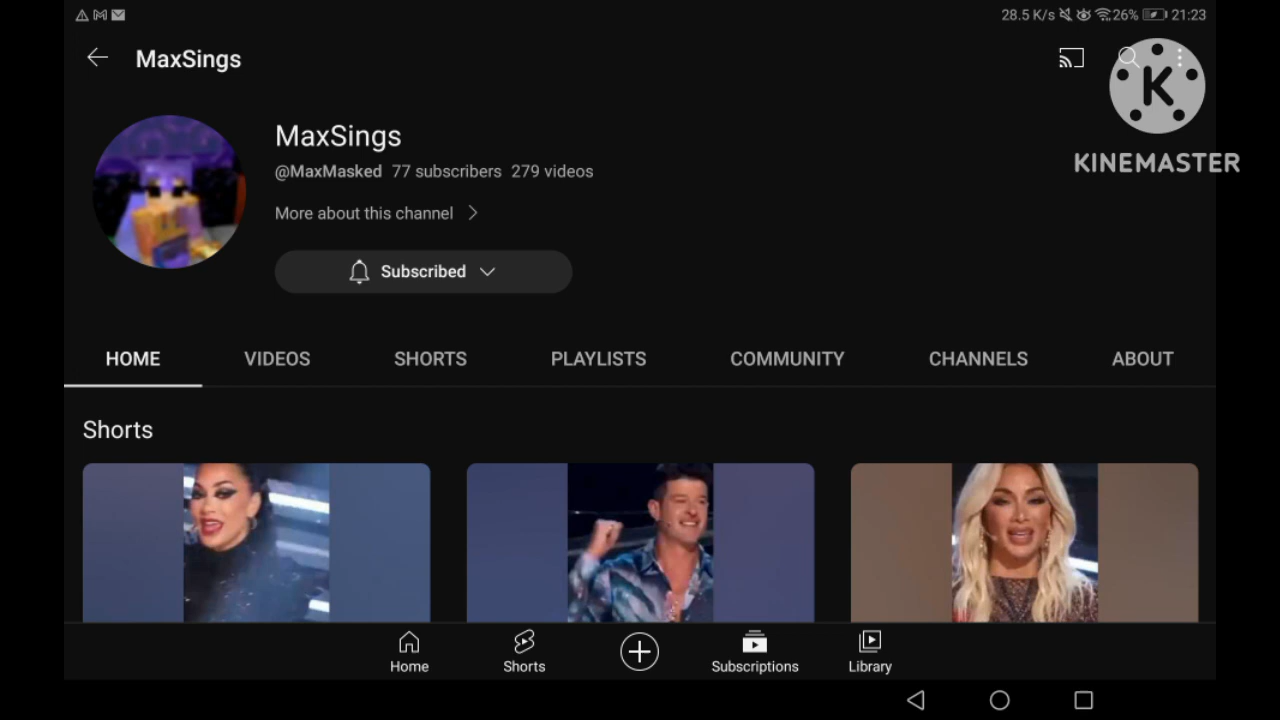 28.5 K/s 26% 21:23
MaxSings
K
KINEMASTER
MaxSings
@MaxMasked 77 subscribers 279 videos
More about this channel
Subscribed
HOME VIDEOS SHORTS PLAYLISTS COMMUNITY CHANNELS ABOUT
Shorts
Home Shorts Subscriptions Library